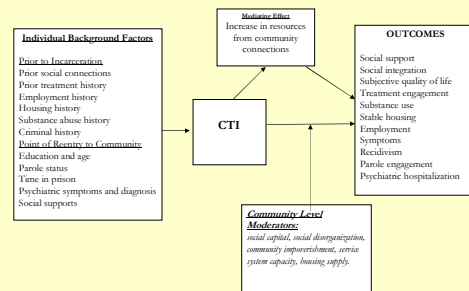 Individual Background Factors
Prior to Incarceration
Prior social connections
Prior treatment history
Employment history
Housing history
Substance abuse history
Criminal history
Point of Reentry to Community
Education and age
Parole status
Time in prison
Psychiatric symptoms and diagnosis
Social supports
CTI
Mediating Effect
Increase in resources
from community
connections
Community Level
Moderators:
social capital, social disorganization,
community impoverishment, service
system capacity, housing supply.
OUTCOMES
Social support
Social integration
Subjective quality of life
Treatment engagement
Substance use
Stable housing
Employment
Symptoms
Recidivism
Parole engagement
Psychiatric hospitalization